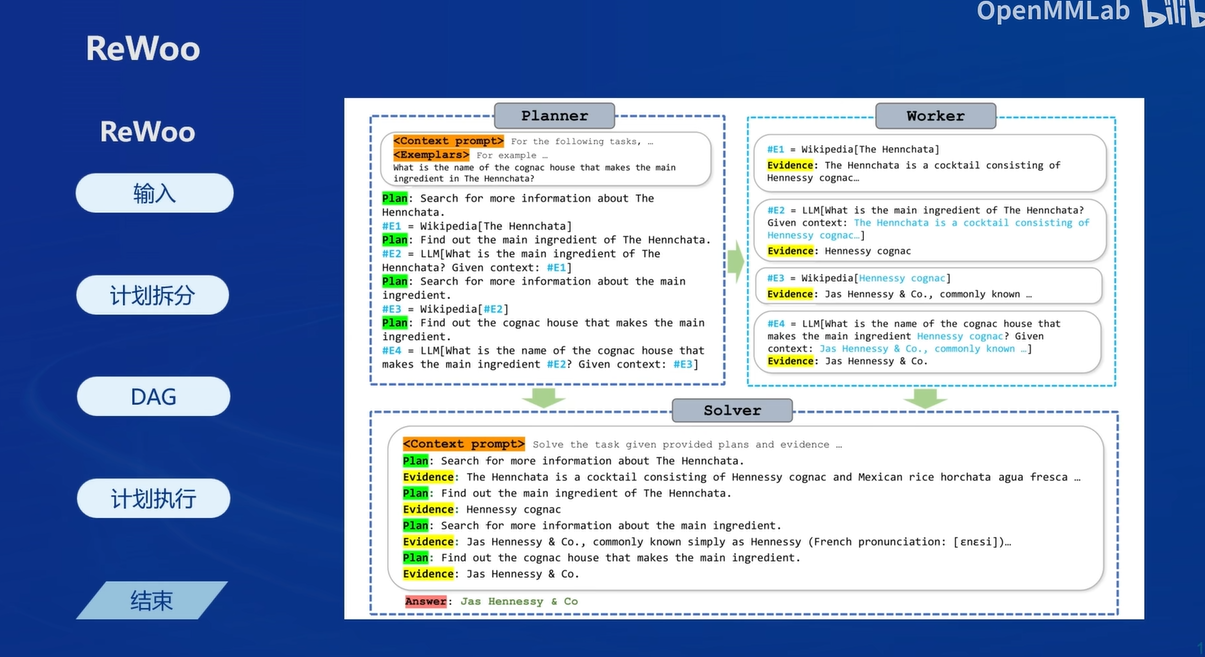 OpenMMLab
ReWoo
ReWoo
输入
计划拆分
DAG
计划执行
结束
Planner
<Context prompt> For the following tasks, …
<Exemplars> For example …
What is the name of the cognac house that makes the main
ingredient in The Hennchata?
Plan: Search for more information about The
Hennchata.
#E1 = Wikipedia[The Hennchata]
Plan: Find out the main ingredient of The Hennchata.
#E2 = LLM[What is the main ingredient of The
Hennchata? Given context: #E1]
Plan: Search for more information about the main
ingredient.
#E3 = Wikipedia[#E2]
Plan: Find out the cognac house that makes the main
ingredient.
#E4 = LLM[What is the name of the cognac house that
makes the main ingredient #E2? Given context: #E3]
Worker
#E1 = Wikipedia[The Hennchata]
Evidence: The Hennchata is a cocktail consisting of
Hennessy cognac…
#E2 = LLM[What is the main ingredient of The Hennchata?
Given context: The Hennchata is a cocktail consisting of
Hennessy cognac…]
Evidence: Hennessy cognac
#E3 = Wikipedia[Hennessy cognac]
Evidence: Jas Hennessy & Co., commonly known …
#E4 = LLM[What is the name of the cognac house that
makes the main ingredient Hennessy cognac? Given
context: Jas Hennessy & Co., commonly known …]
Evidence: Jas Hennessy & Co.
Solver
<Context prompt> Solve the task given provided plans and evidence …
Plan: Search for more information about The Hennchata.
Evidence: The Hennchata is a cocktail consisting of Hennessy cognac and Mexican rice horchata agua fresca …
Plan: Find out the main ingredient of The Hennchata.
Evidence: Hennessy cognac
Plan: Search for more information about the main ingredient.
Evidence: Jas Hennessy & Co., commonly known simply as Hennessy (French pronunciation: [ɛnɛsi])…
Plan: Find out the cognac house that makes the main ingredient.
Evidence: Jas Hennessy & Co.
Answer: Jas Hennessy & Co